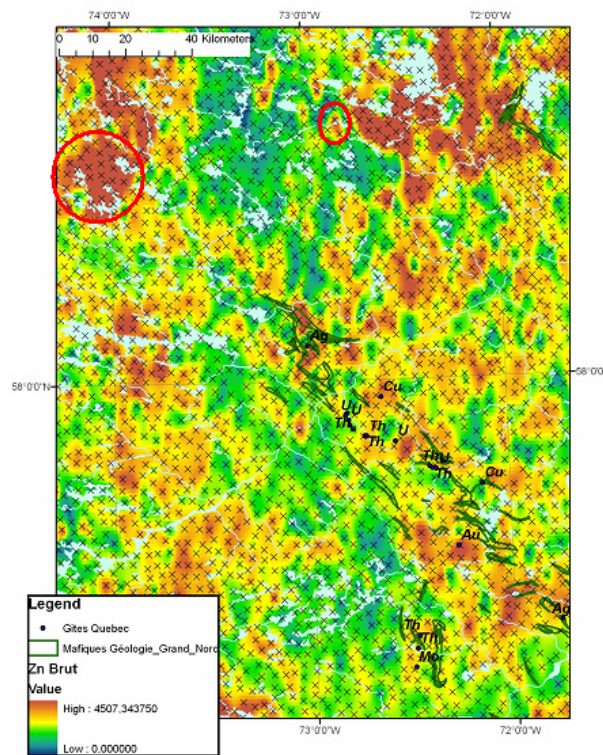 74°0'0"W 73°0'0"W 72°0'0"W
0 10 20 40 Kilometers
Ag
58°0'0"N
58°0'0"
Cu
U U
Th
Th
Th
U
Th U
Th
Cu
Au
Ag
Th
Th
Mo
Legend
Gites Quebec
Mafiques Géologie_Grand_Nord
Zn Brut
Value
High : 4507,343750
Low : 0.000000
73°0'0"W 72°0'0"W